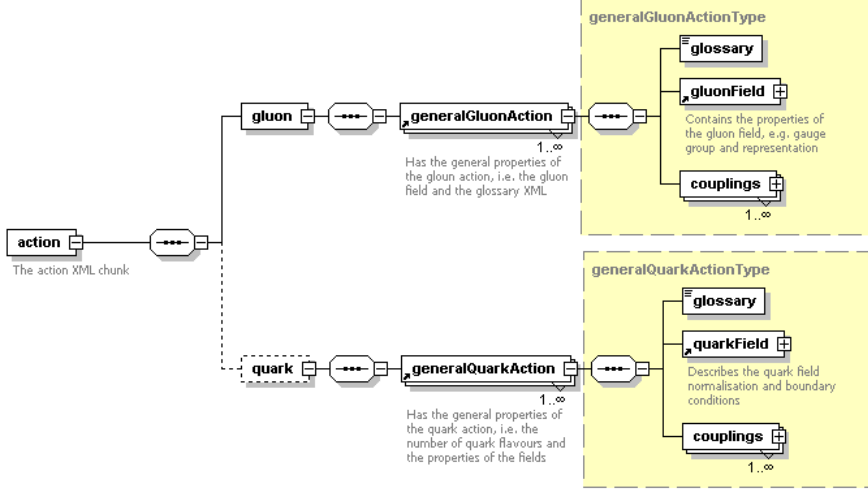 generalGluonActionType
glossary
gluonField
Contains the properties of
the gluon field, e.g. gauge
group and representation
couplings
1..∞
gluon
generalGluonAction
1..∞
Has the general properties of
the gloun action, i.e. the gluon
field and the glossary XML
action
The action XML chunk
generalQuarkActionType
glossary
quarkField
Describes the quark field
normalisation and boundary
conditions
couplings
1..∞
quark
generalQuarkAction
1..∞
Has the general properties of
the quark action, i.e. the
number of quark flavours and
the properties of the fields